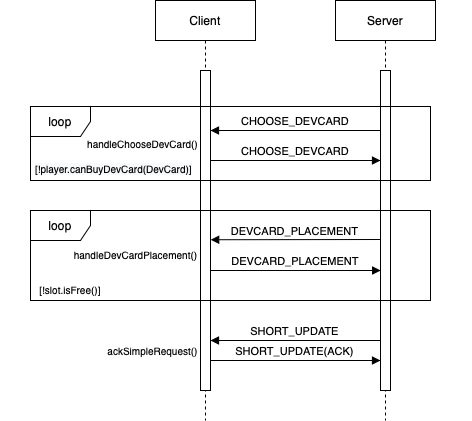 Client
Server
loop
CHOOSE_DEVCARD
handleChooseDevCard()
CHOOSE_DEVCARD
[!player.canBuyDevCard(DevCard)]
loop
DEVCARD_PLACEMENT
handleDevCardPlacement()
DEVCARD_PLACEMENT
[!slot.isFree()]
SHORT_UPDATE
ackSimpleRequest()
SHORT_UPDATE(ACK)